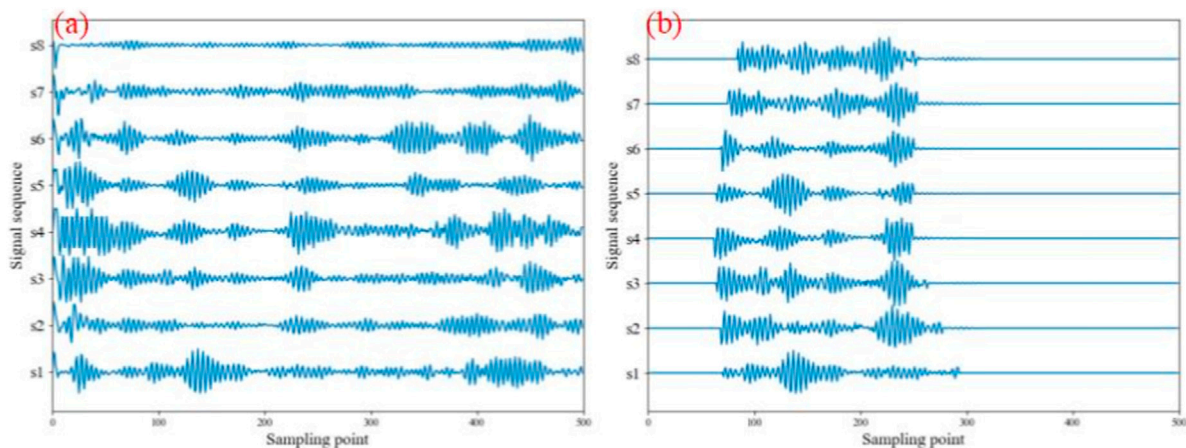 (a)
s8
s7
s6
s5
s4
s3
s2
s1
Signal sequence
0 100 200 300 400 500
Sampling point
(b)
s8
s7
s6
s5
s4
s3
s2
s1
Signal sequence
0 100 200 300 400 500
Sampling point